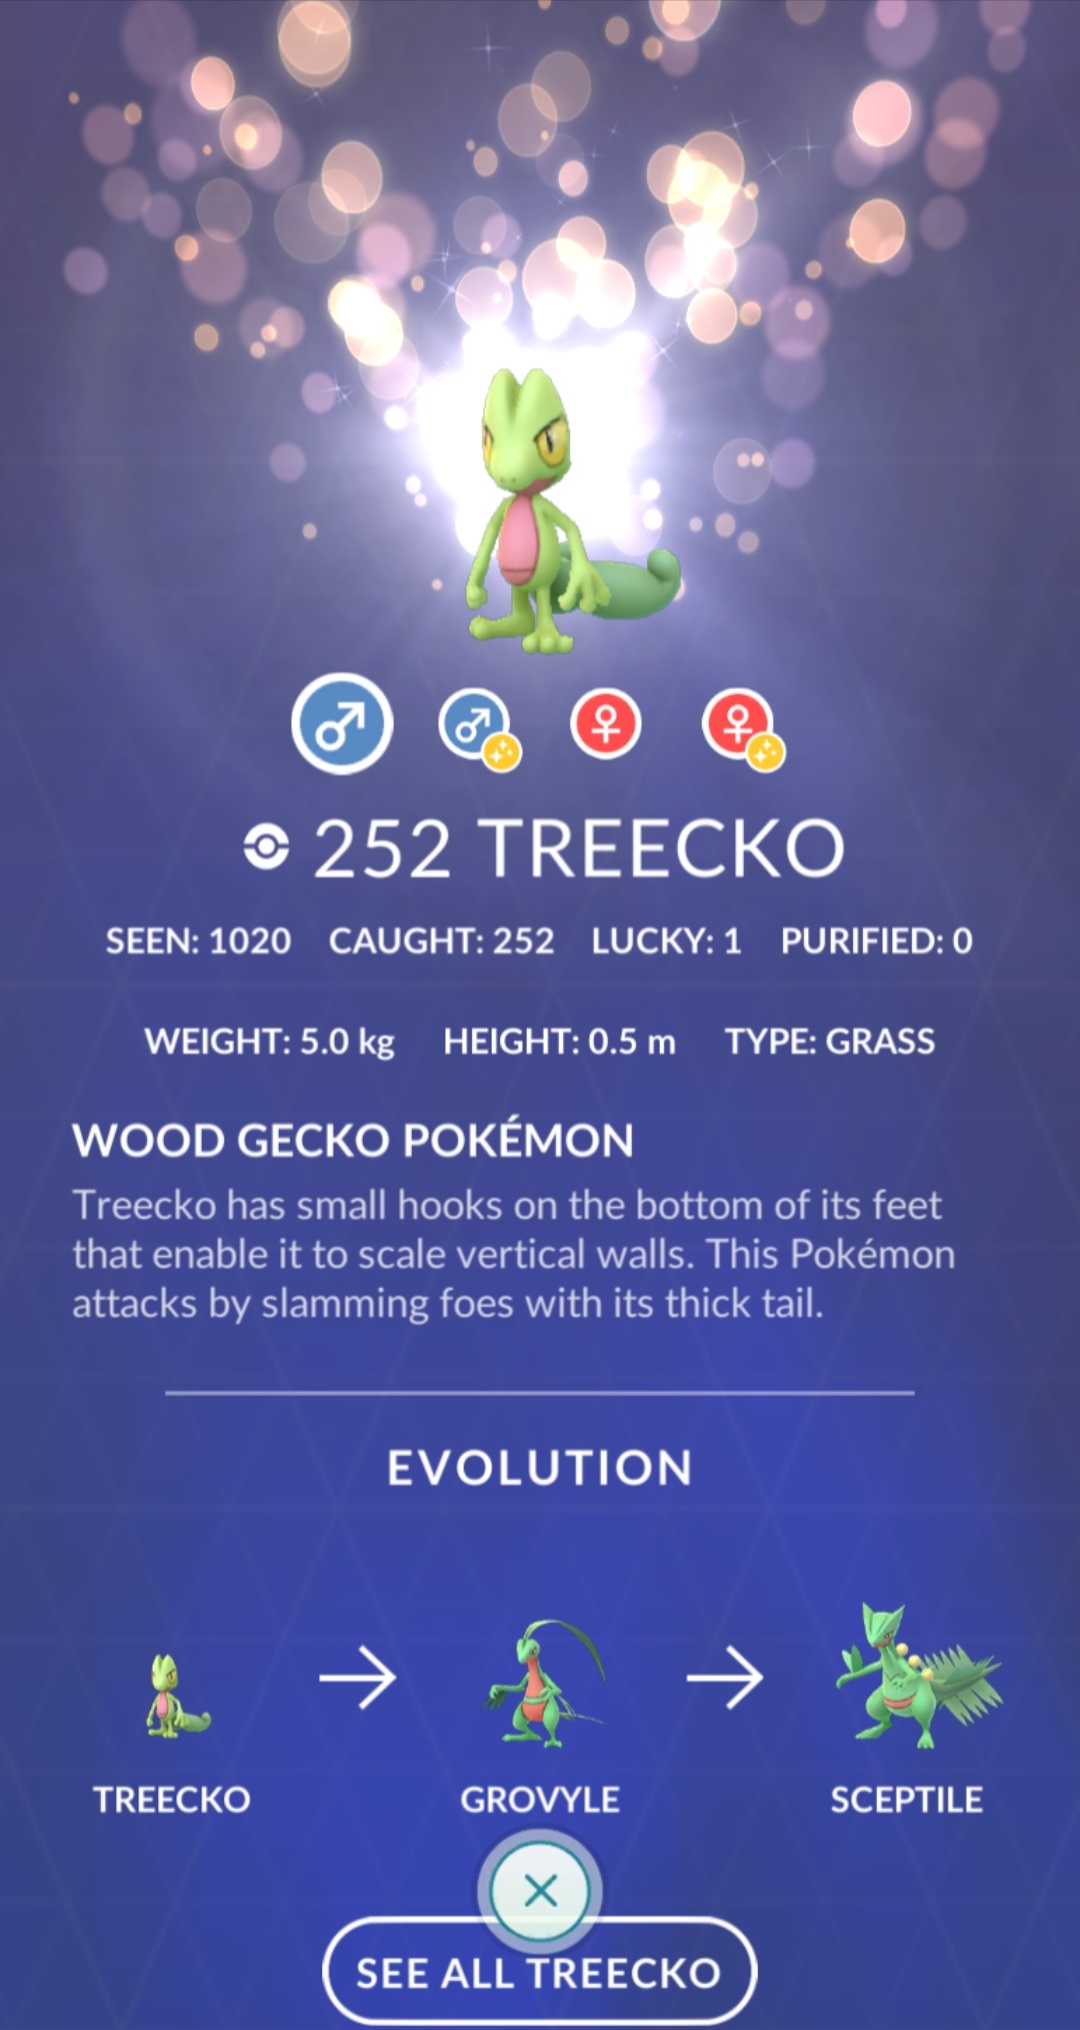 252 TREECKO
SEEN: 1020 CAUGHT: 252 LUCKY: 1 PURIFIED: 0
WEIGHT: 5.0 kg HEIGHT: 0.5 m TYPE: GRASS
WOOD GECKO POKÉMON
Treecko has small hooks on the bottom of its feet
that enable it to scale vertical walls. This Pokémon
attacks by slamming foes with its thick tail.
EVOLUTION
TREECKO GROVYLE SCEPTILE
SEE ALL TREECKO